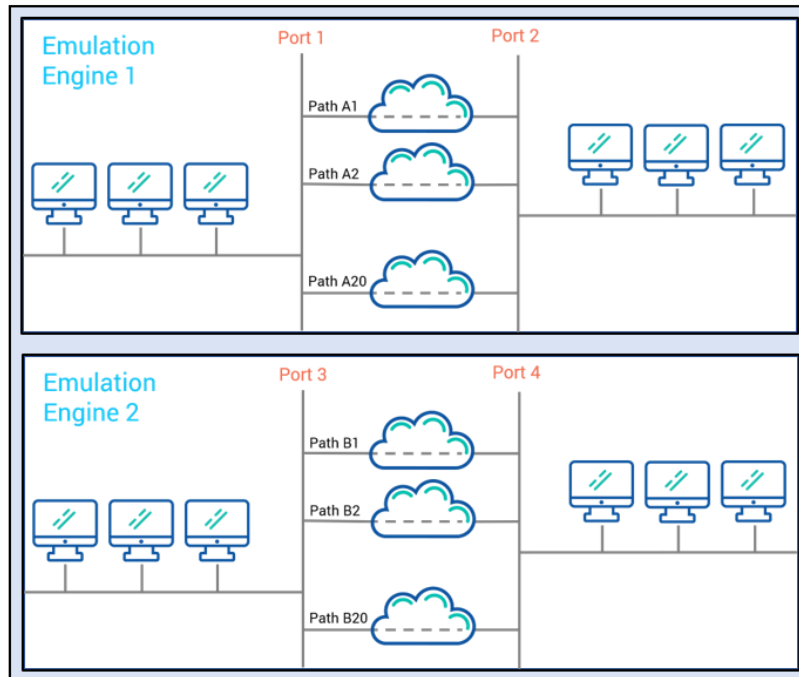 Emulation
Engine 1
Port 1
Port 2
Path A1
Path A2
Path A20
Emulation
Engine 2
Port 3
Port 4
Path B1
Path B2
Path B20